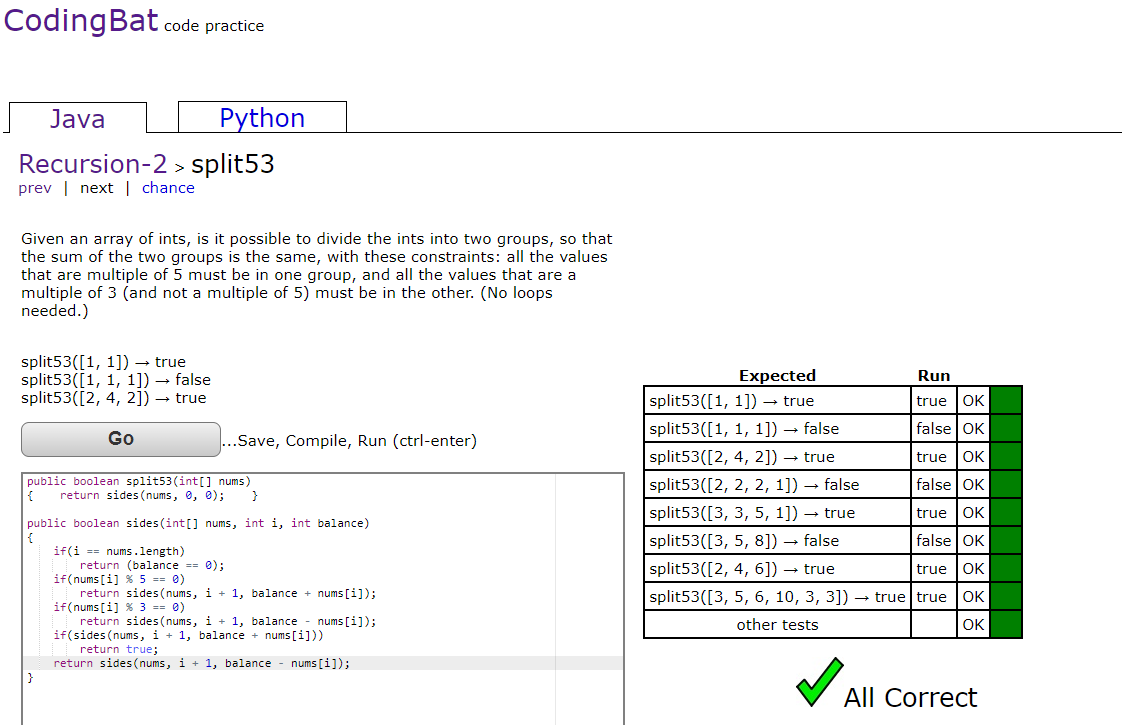 CodingBat code practice
Java
Python
Recursion-2 > split53
prev | next | chance
Given an array of ints, is it possible to divide the ints into two groups, so that
the sum of the two groups is the same, with these constraints: all the values
that are multiple of 5 must be in one group, and all the values that are a
multiple of 3 (and not a multiple of 5) must be in the other. (No loops
needed.)
split53([1, 1]) → true
split53([1, 1, 1]) → false
split53([2, 4, 2]) → true
Go ...Save, Compile, Run (ctrl-enter)
public boolean split53(int[] nums)
{    return sides(nums, 0, 0);    }
public boolean sides(int[] nums, int i, int balance)
{
    if(i == nums.length)
        return (balance == 0);
    if(nums[i] % 5 == 0)
        return sides(nums, i + 1, balance + nums[i]);
    if(nums[i] % 3 == 0)
        return sides(nums, i + 1, balance - nums[i]);
    if(sides(nums, i + 1, balance + nums[i]))
        return true;
    return sides(nums, i + 1, balance - nums[i]);
}
Expected Run
split53([1, 1]) → true true OK
split53([1, 1, 1]) → false false OK
split53([2, 4, 2]) → true true OK
split53([2, 2, 2, 1]) → false false OK
split53([3, 3, 5, 1]) → true true OK
split53([3, 5, 8]) → false false OK
split53([2, 4, 6]) → true true OK
split53([3, 5, 6, 10, 3, 3]) → true true OK
other tests OK
All Correct